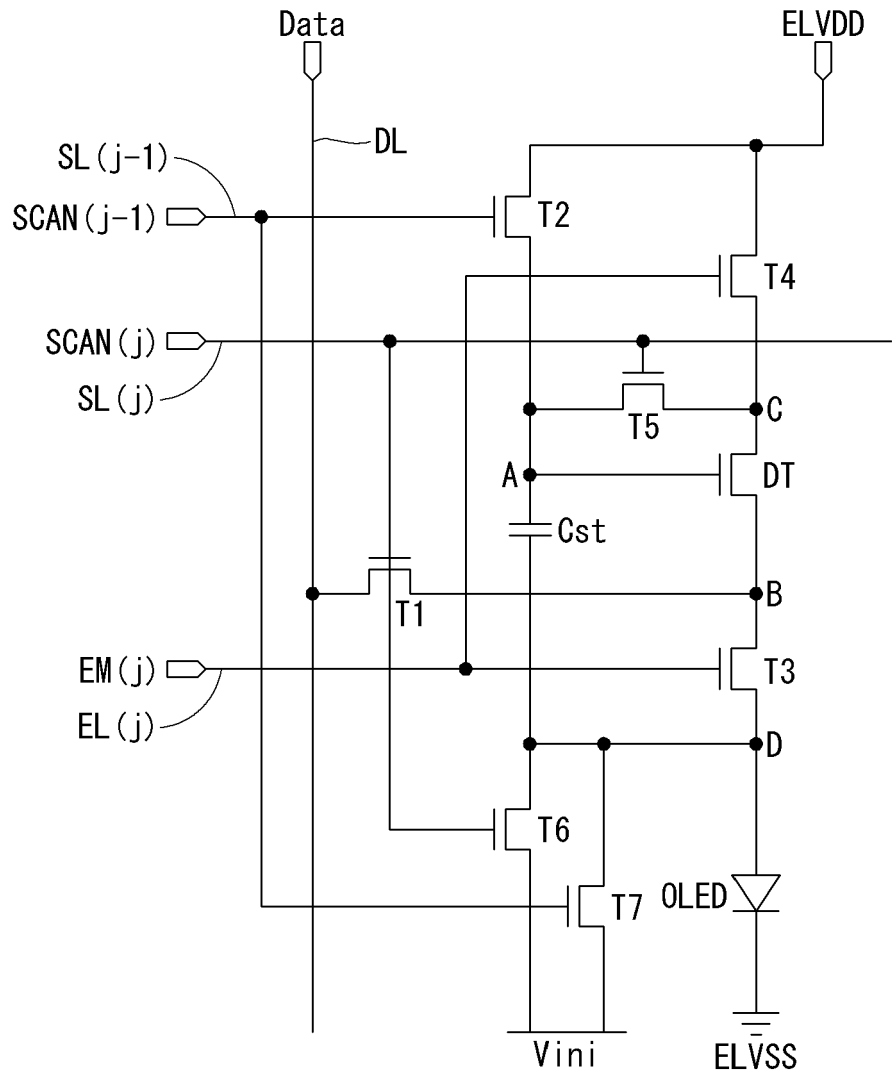 Data
ELVDD
DL
SL(j-1)
SCAN(j-1)
T2
T4
SCAN(j)
SL(j)
T5
C
A
DT
Cst
B
T1
EM(j)
T3
EL(j)
D
T6
OLED
T7
Vini
ELVSS